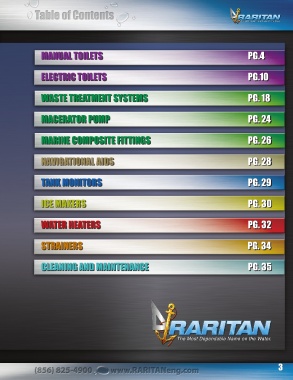 Table of Contents
RARITAN
MANUAL TOILETS PG.4
ELECTRIC TOILETS PG.10
WASTE TREATMENT SYSTEMS PG.18
MACERATOR PUMP PG.24
MARINE COMPOSITE FITTINGS PG.26
NAVIGATIONAL AIDS PG.28
TANK MONITORS PG.29
ICE MAKERS PG.30
WATER HEATERS PG.32
STRAINERS PG.34
CLEANING AND MAINTENANCE PG.35
RARITAN
The Most Dependable Name on the Water
(856) 825-4900 www.RARITANeng.com
3